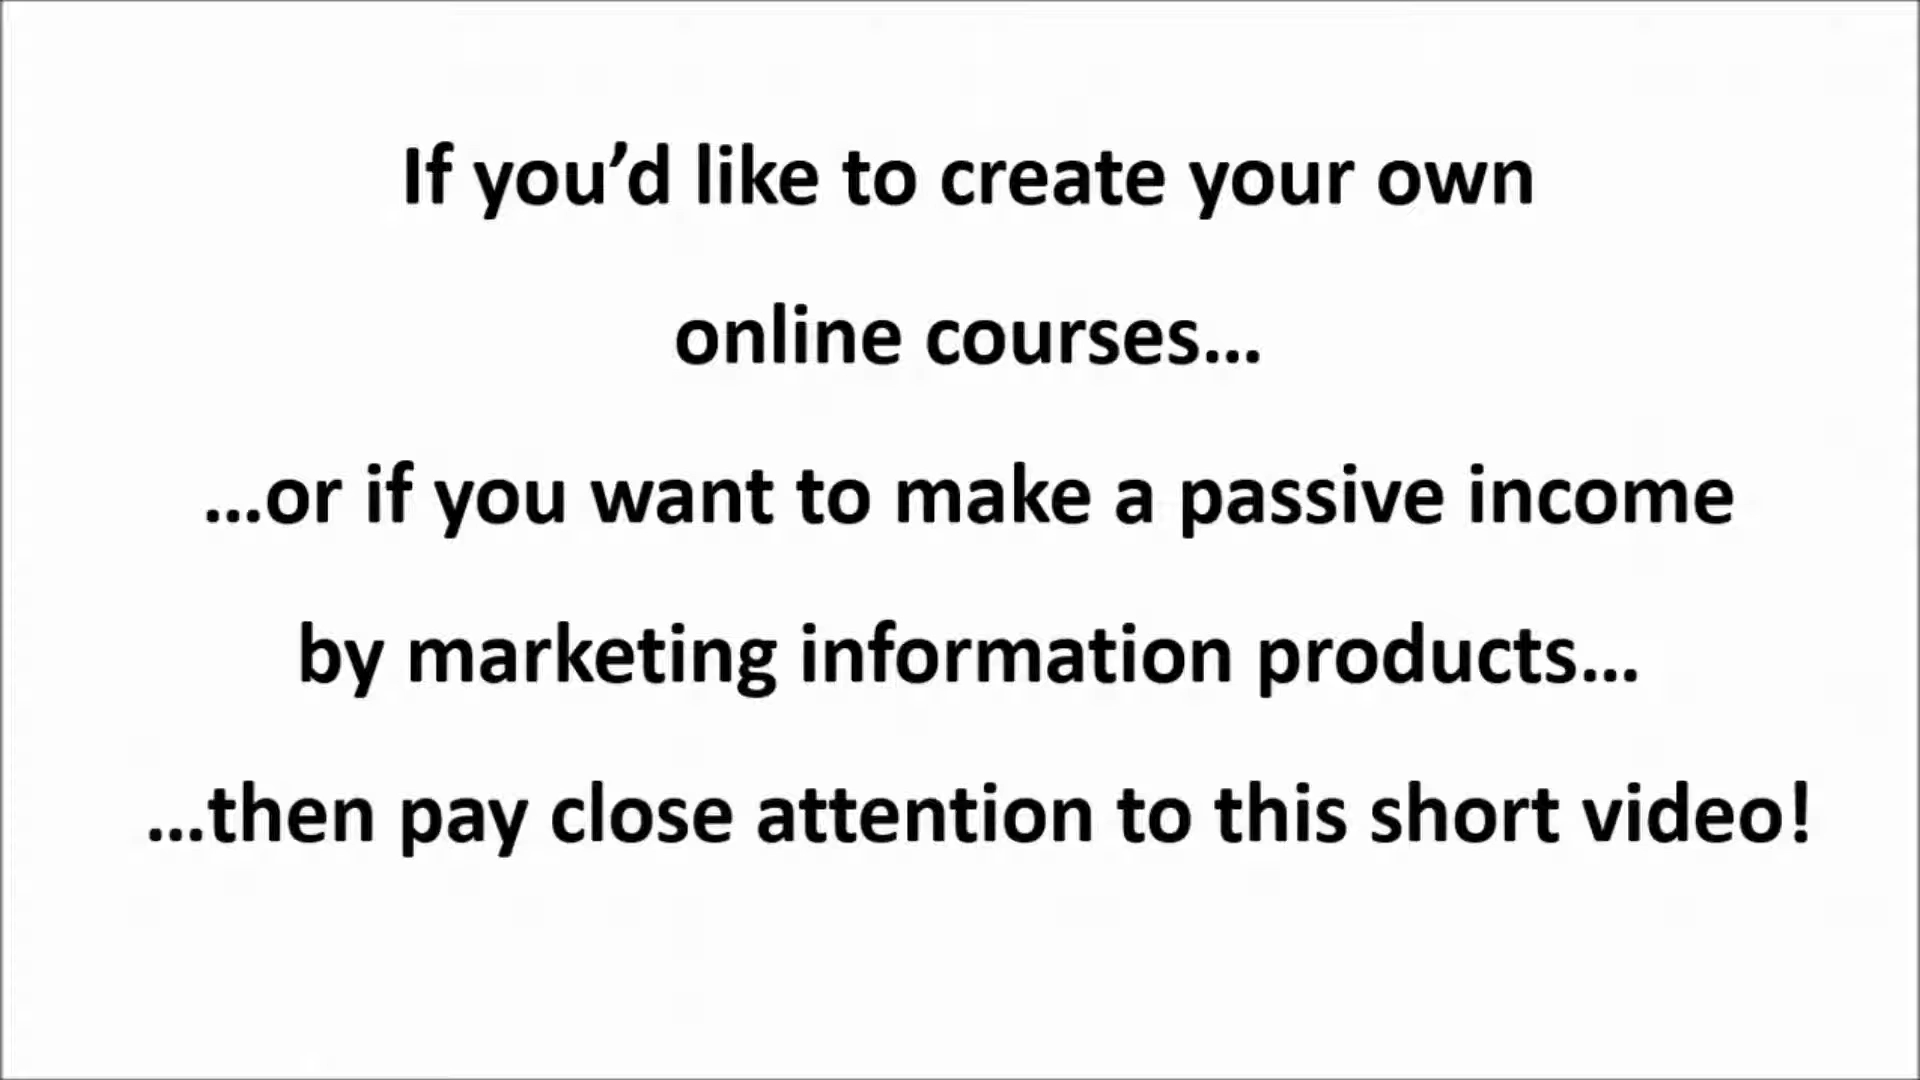 If you’d like to create your own
online courses…
…or if you want to make a passive income
by marketing information products…
…then pay close attention to this short video!